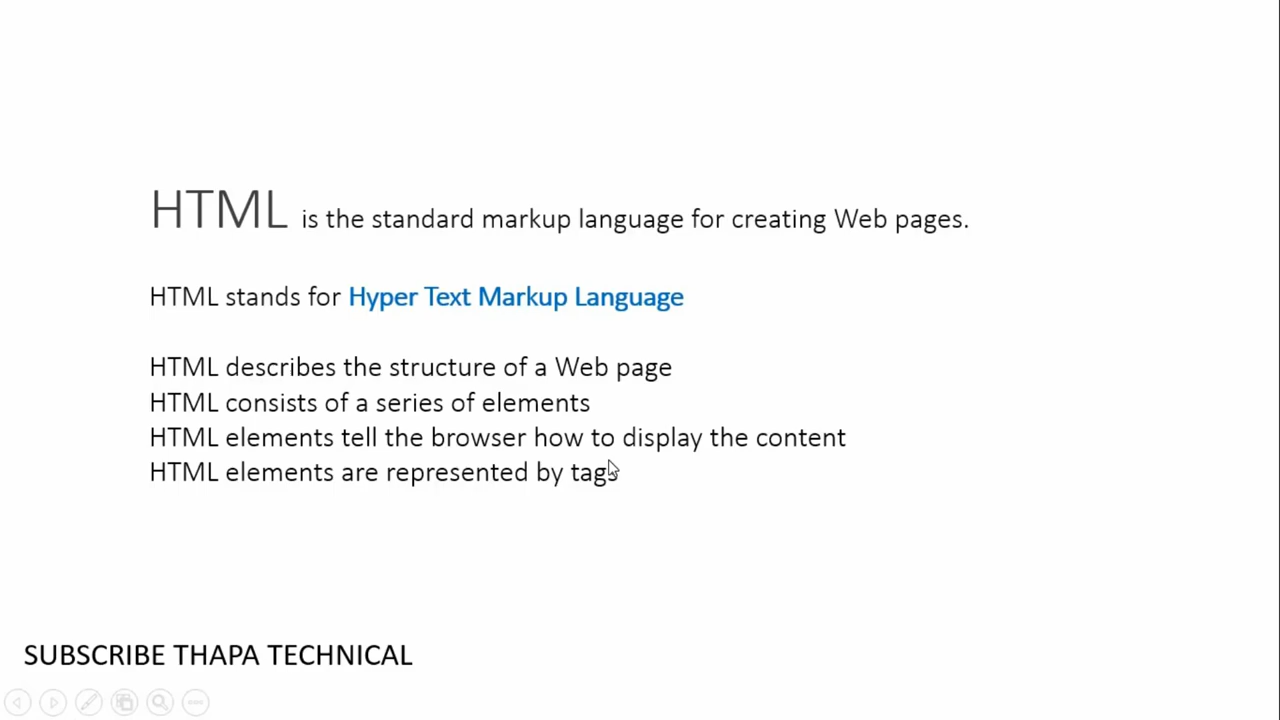 HTML is the standard markup language for creating Web pages.
HTML stands for Hyper Text Markup Language
HTML describes the structure of a Web page
HTML consists of a series of elements
HTML elements tell the browser how to display the content
HTML elements are represented by tags
SUBSCRIBE THAPA TECHNICAL